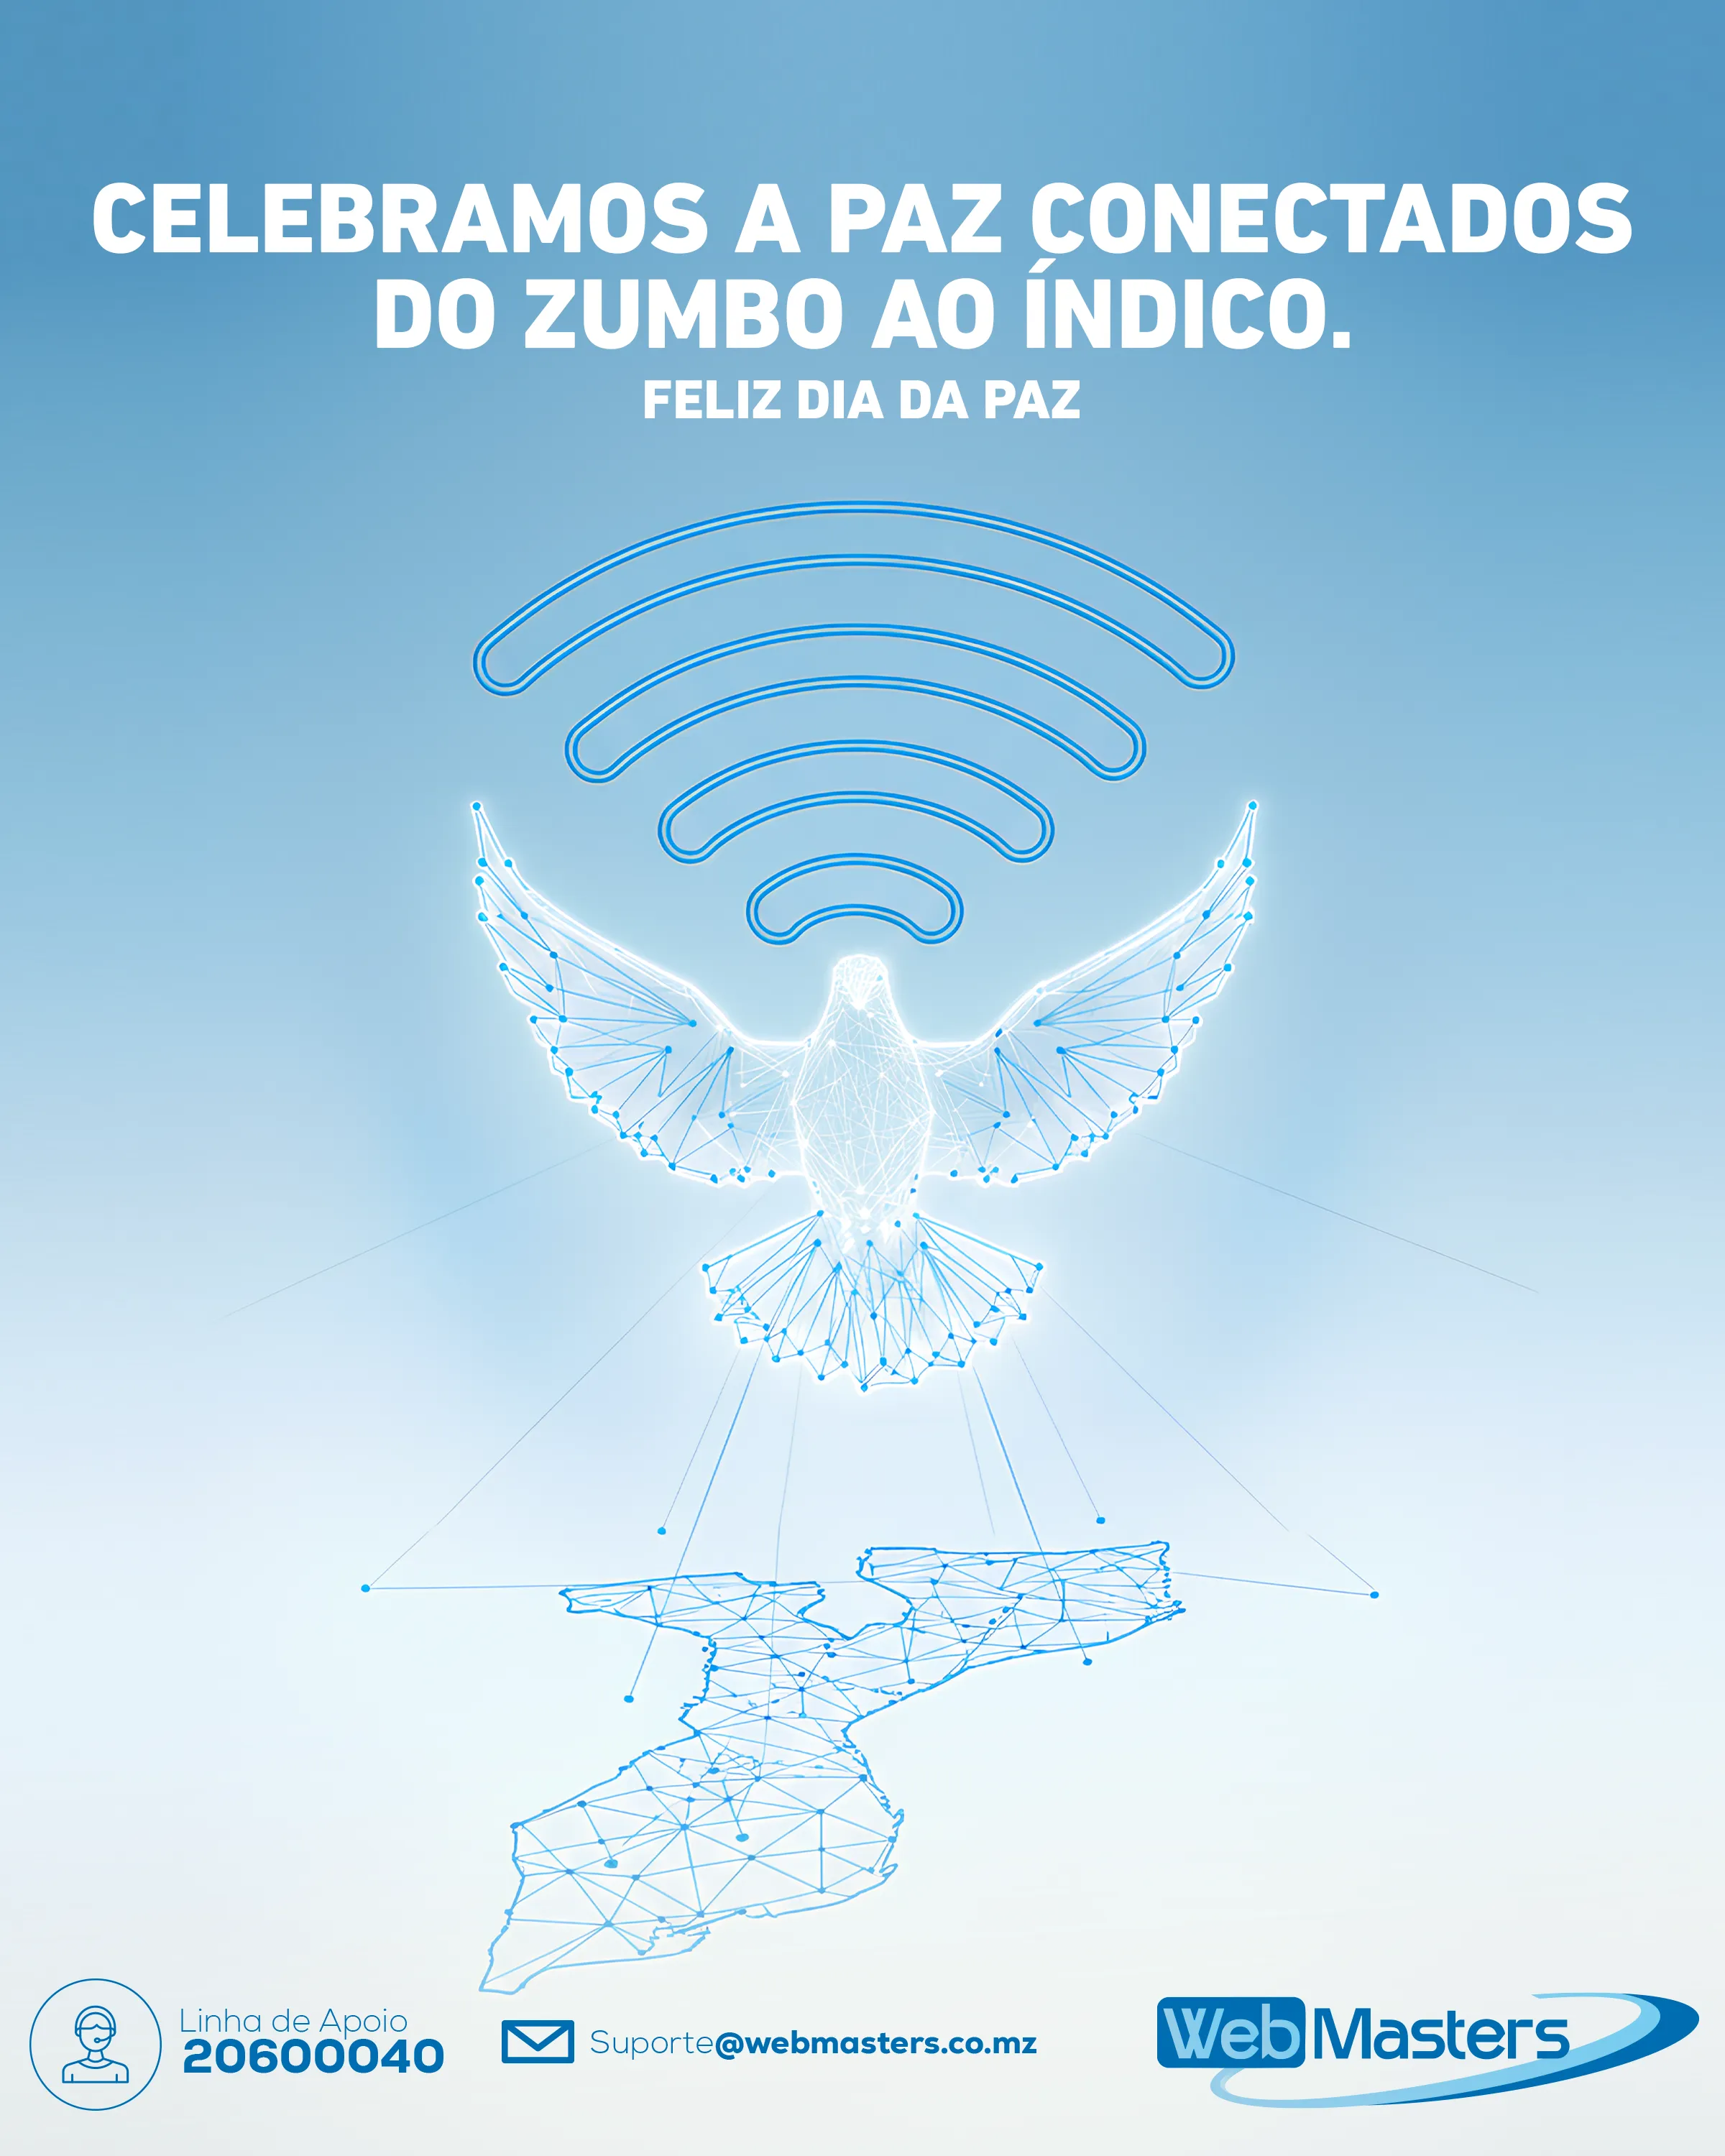 CELEBRAMOS A PAZ CONECTADOS
DO ZUMBO AO ÍNDICO.
FELIZ DIA DA PAZ
Linha de Apoio
20600040
Suporte@webmasters.co.mz
WebMasters